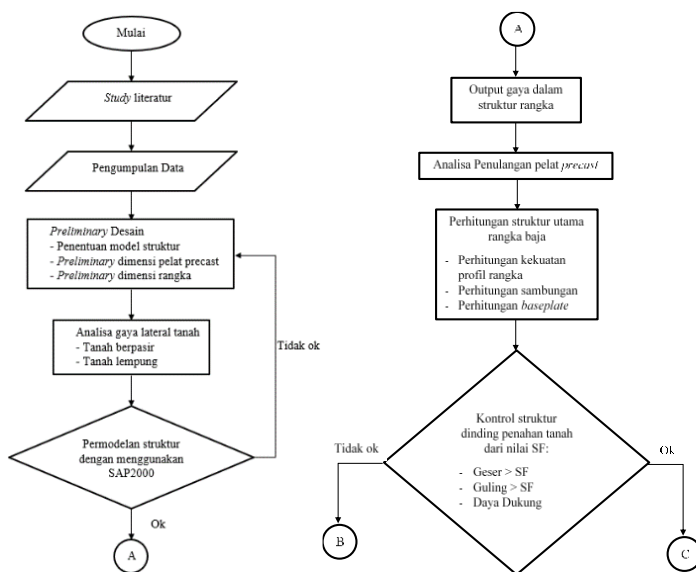 Mulai
Study literatur
Pengumpulan Data
Preliminary Desain
- Penentuan model struktur
- Preliminary dimensi pelat precast
- Preliminary dimensi rangka
Analisa gaya lateral tanah
- Tanah berpasir
- Tanah lempung
Tidak ok
Permodelan struktur
dengan menggunakan
SAP2000
Ok
A
A
Output gaya dalam
struktur rangka
Analisa Penulangan pelat precast
Perhitungan struktur utama
rangka baja
- Perhitungan kekuatan
profil rangka
- Perhitungan sambungan
- Perhitungan baseplate
Kontrol struktur
dinding penahan tanah
dari nilai SF:
- Geser > SF
- Guling > SF
- Daya Dukung
Tidak ok
Ok
B
C